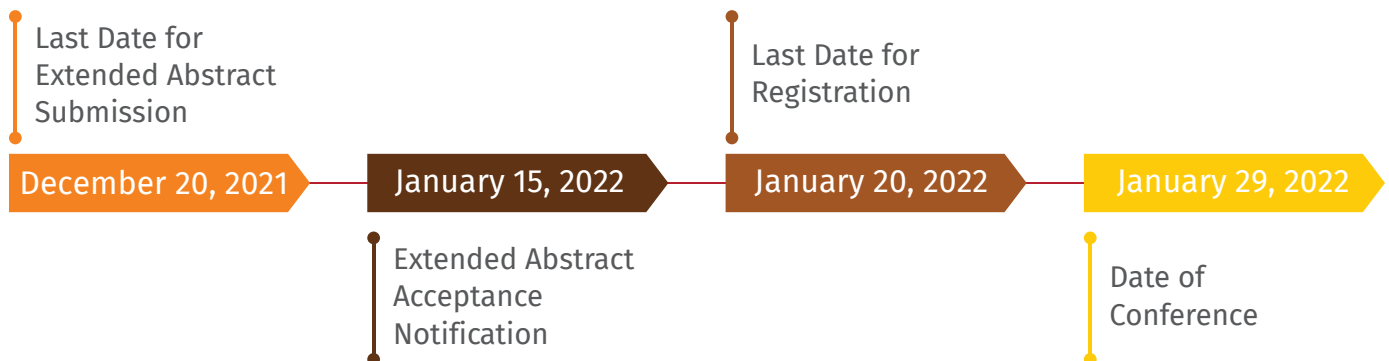 Last Date for
Extended Abstract
Submission
December 20, 2021
January 15, 2022
Extended Abstract
Acceptance
Notification
Last Date for
Registration
January 20, 2022
January 29, 2022
Date of
Conference